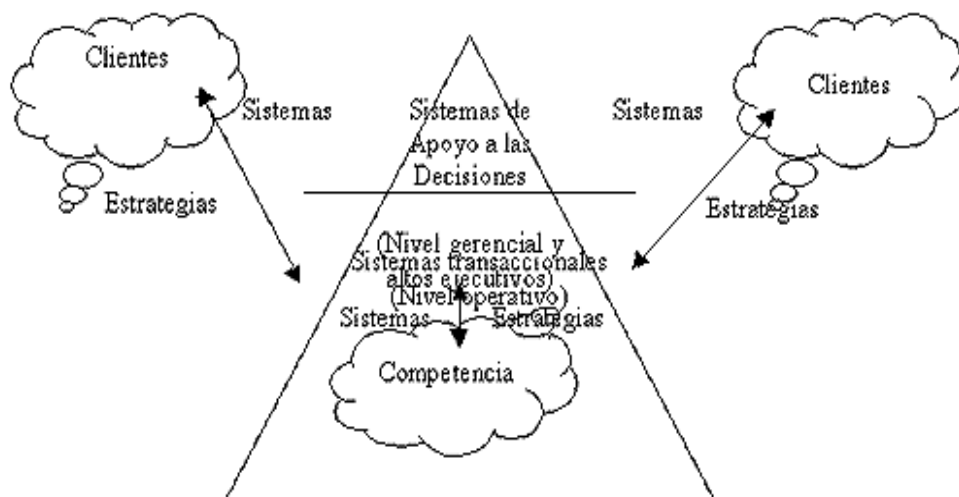 Clientes
Clientes
Sistemas
Sistemas de
Sistemas
Apoyo a las
Decisiones
Estrategias
Estrategias
(Nivel gerencial y
Sistemas transaccionales
altos ejecutivos)
(Nivel operativo)
Sistemas
Estrategias
Competencia